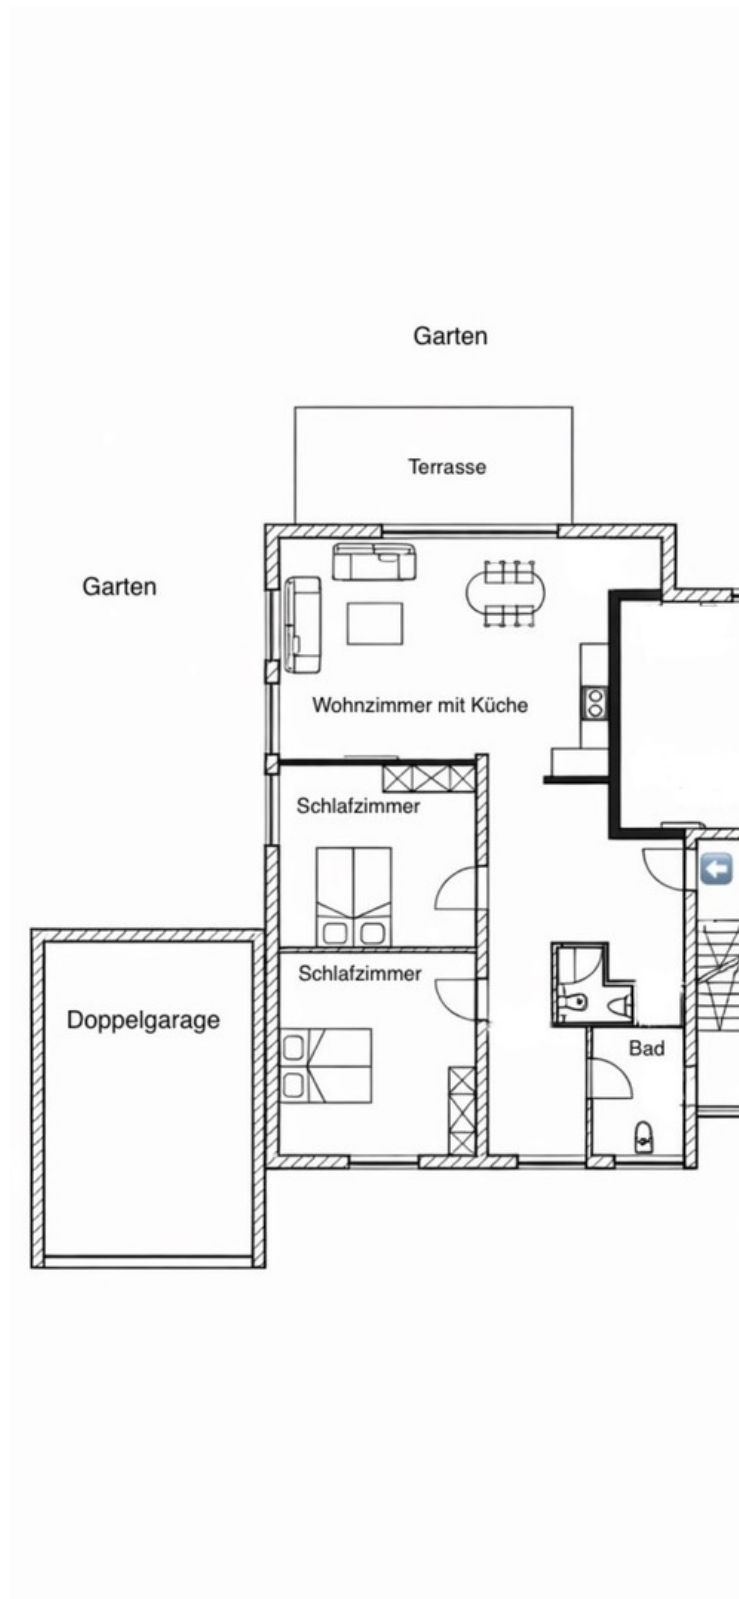 Garten
Terrasse
Garten
Wohnzimmer mit Küche
Schlafzimmer
Schlafzimmer
Doppelgarage
Bad